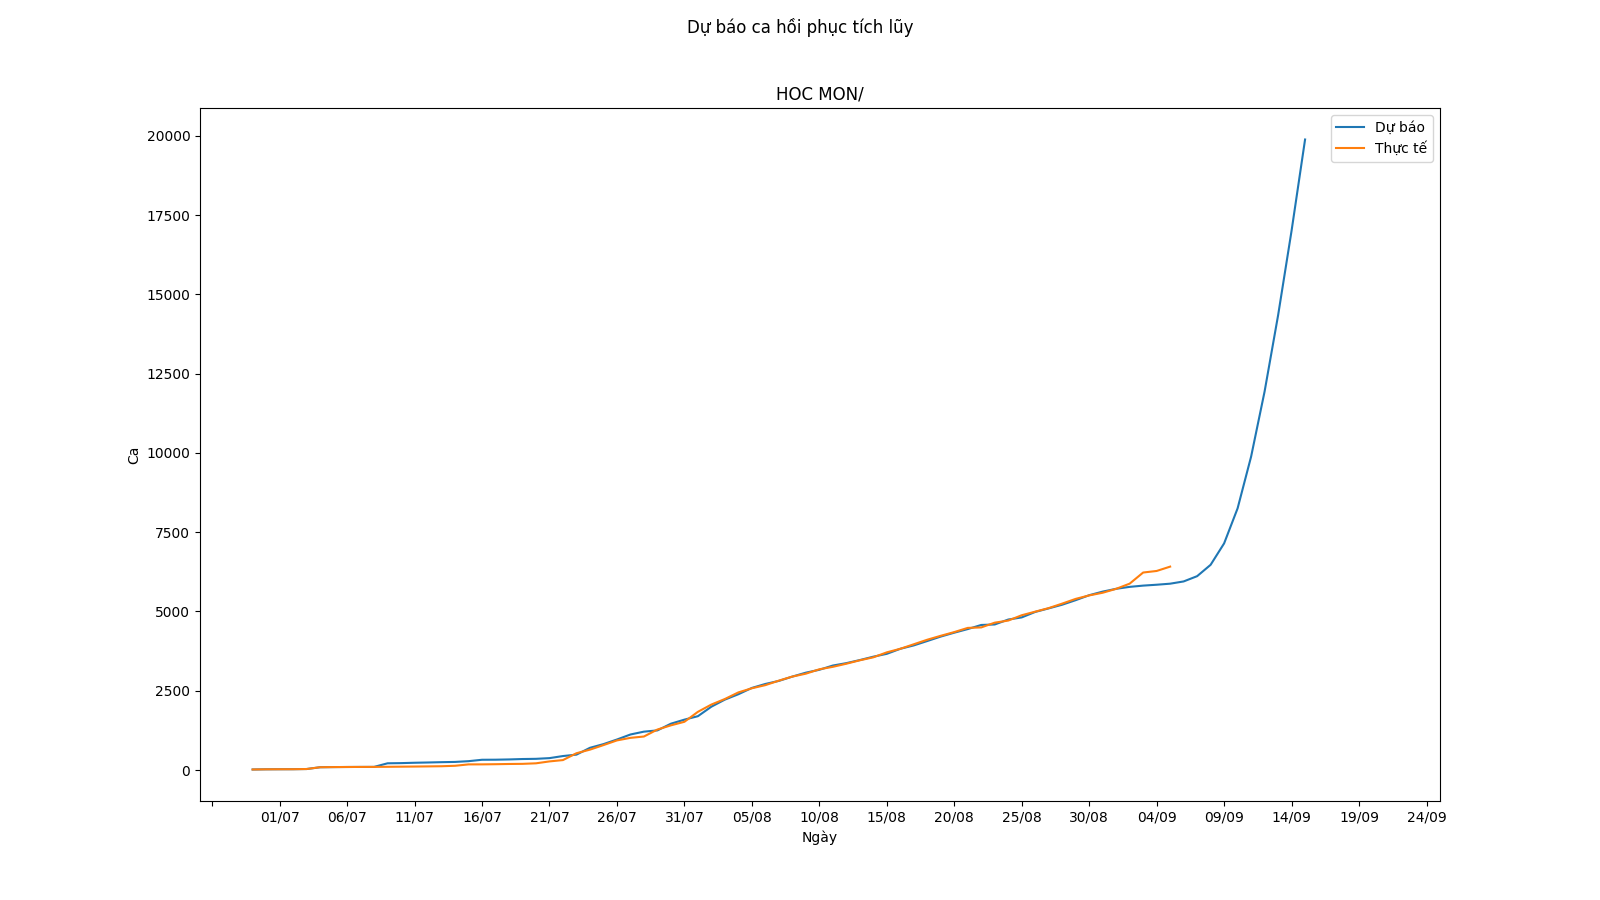 Dự báo ca hồi phục tích lũy
HOC MON/
Dự báo
Thực tế
20000
17500
15000
12500
10000
7500
5000
2500
0
Ca
01/07 06/07 11/07 16/07 21/07 26/07 31/07 05/08 10/08 15/08 20/08 25/08 30/08 04/09 09/09 14/09 19/09 24/09
Ngày